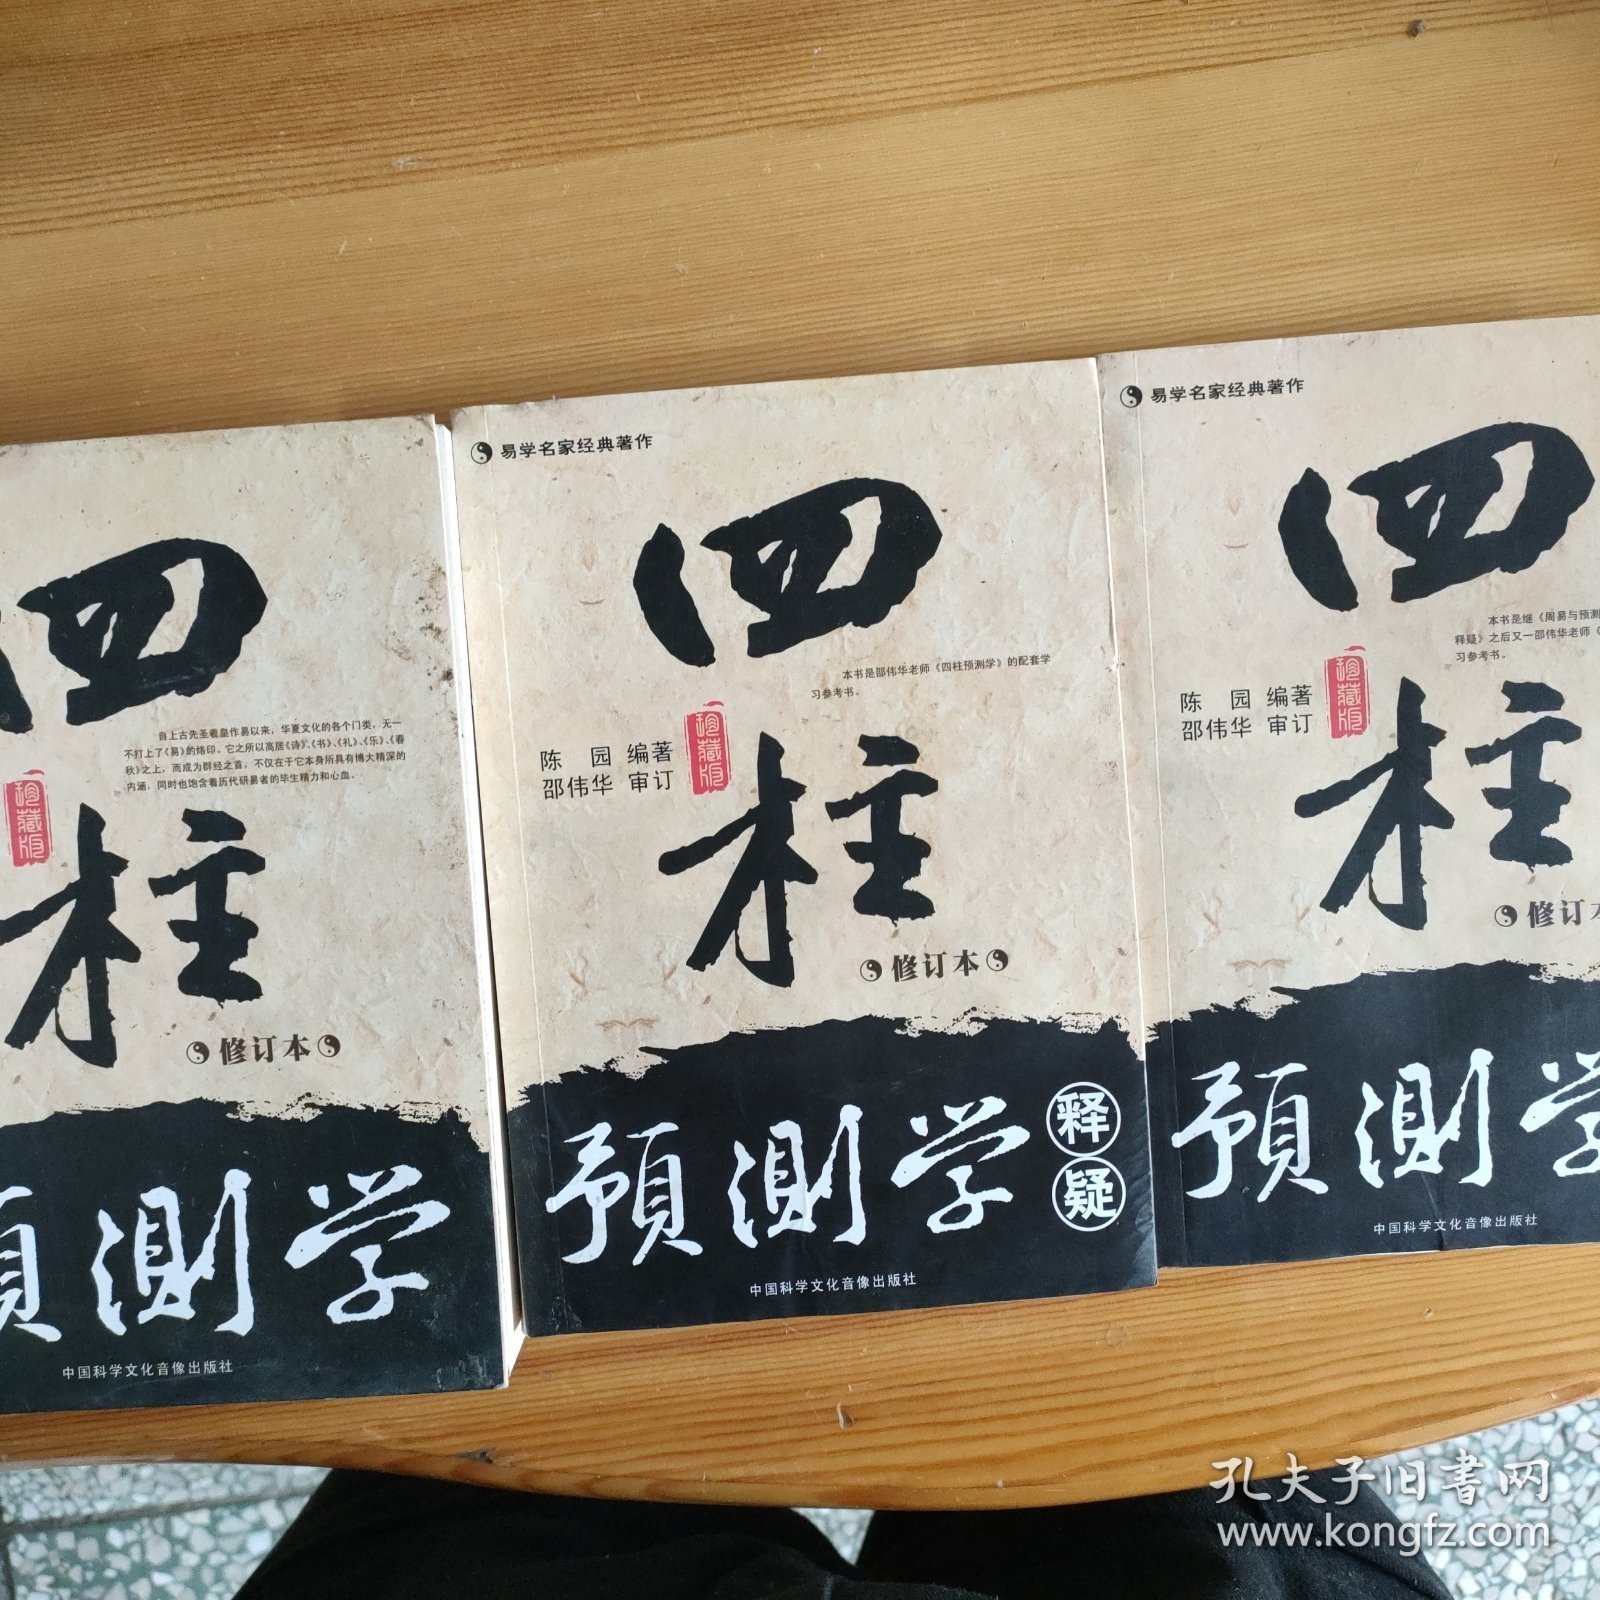 四
自上古先圣羲皇作易以来，华夏文化的各个门类，无一
不打上了《易》的烙印。它之所以高居《诗》、《书》、《礼》、《乐》、《春
秋》之上，而成为群经之首，不仅在于它本身所具有博大精深的
内涵，同时也饱含着历代研易者的毕生精力和心血。
珍藏版
柱
修订本
预测学
中国科学文化音像出版社
易学名家经典著作
四
本书是邵伟华老师《四柱预测学》的配套学
习参考书。
珍藏版
陈 园 编著
邵伟华 审订
柱
修订本
预测学
释疑
中国科学文化音像出版社
易学名家经典著作
四
本书是继《周易与预测
释疑》之后又一邵伟华老师《
习参考书。
珍藏版
陈 园 编著
邵伟华 审订
柱
修订本
预测学
中国科学文化音像出版社
孔夫子旧书网
www.kongfz.com